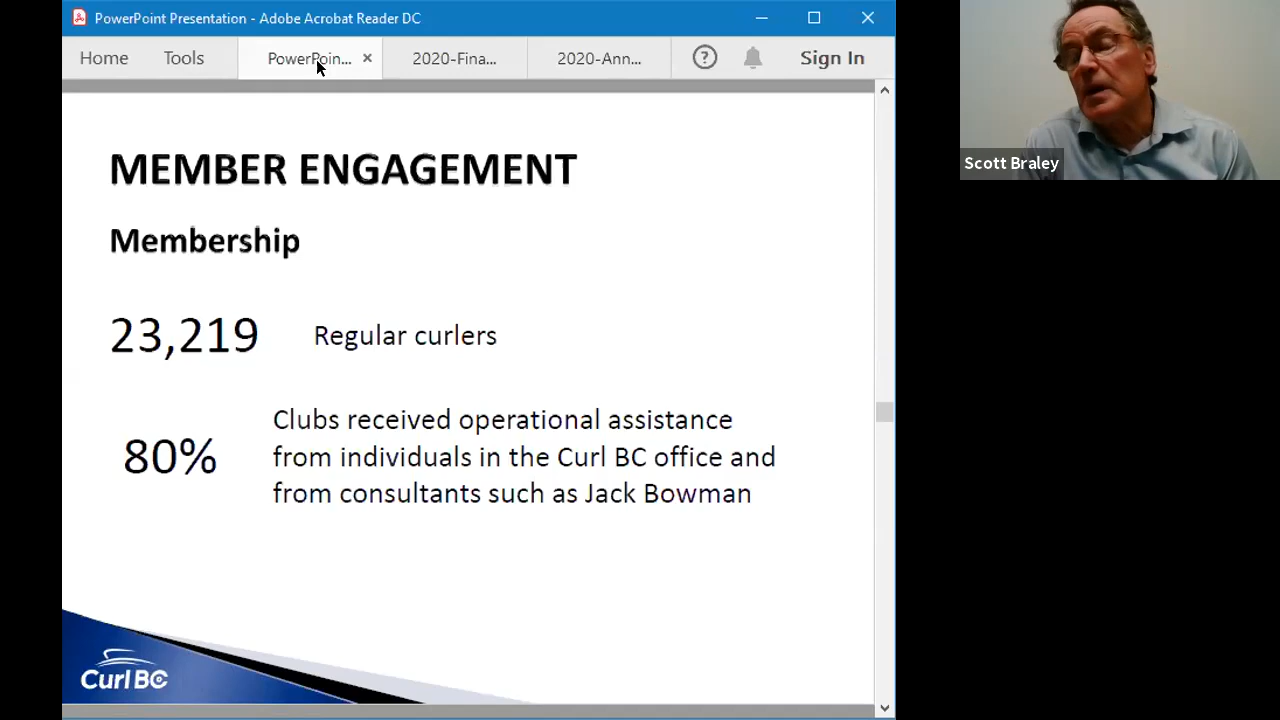 PowerPoint Presentation - Adobe Acrobat Reader DC
Home Tools PowerPoin... × 2020-Fina... 2020-Ann... ? Sign In
Scott Braley
MEMBER ENGAGEMENT
Membership
23,219 Regular curlers
80% Clubs received operational assistance
from individuals in the Curl BC office and
from consultants such as Jack Bowman
Curl BC